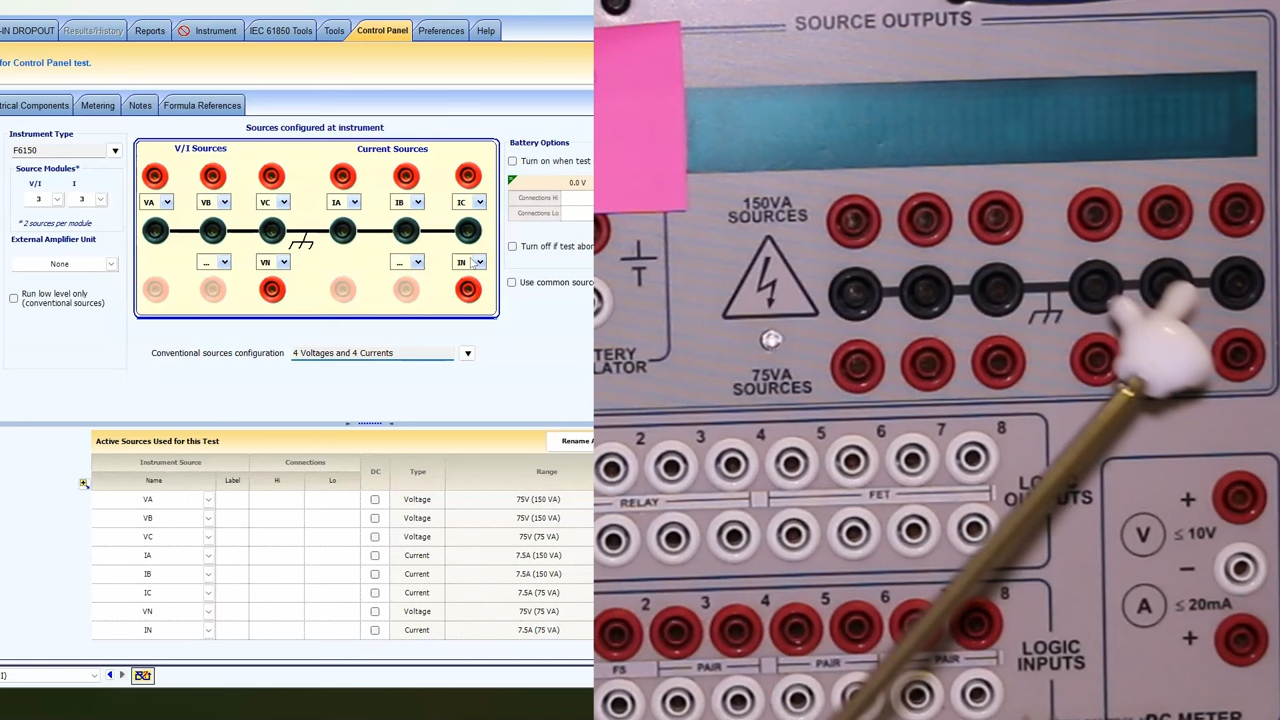 -IN DROPOUT
Results/History
Reports
Instrument
IEC 61850 Tools
Tools
Control Panel
Preferences
Help
for Control Panel test.
trical Components
Metering
Notes
Formula References
Sources configured at instrument
Instrument Type
F6150
Source Modules*
V/I
I
3
3
* 2 sources per module
External Amplifier Unit
None
Run low level only
(conventional sources)
V/I Sources
Current Sources
VA
VB
VC
IA
IB
IC
...
VN
...
IN
Conventional sources configuration
4 Voltages and 4 Currents
Battery Options
Turn on when test
0.0 V
Connections Hi
Connections Lo
Turn off if test abor
Use common sourc
Active Sources Used for this Test
Rename A
Instrument Source
Connections
DC
Type
Range
Name
Label
Hi
Lo
VA Voltage 75V (150 VA)
VB Voltage 75V (150 VA)
VC Voltage 75V (75 VA)
IA Current 7.5A (150 VA)
IB Current 7.5A (150 VA)
IC Current 7.5A (75 VA)
VN Voltage 75V (75 VA)
IN Current 7.5A (75 VA)
I)
SOURCE OUTPUTS
150VA
SOURCES
75VA
SOURCES
TERY
LATOR
2 3 4 5 6 7 8
RELAY
FET
OUTPUTS
2 3 4 5 6 7 8
FS
PAIR
PAIR
PAIR
LOGIC
INPUTS
+
V
≤ 10V
−
A
≤ 20mA
+
DC METER